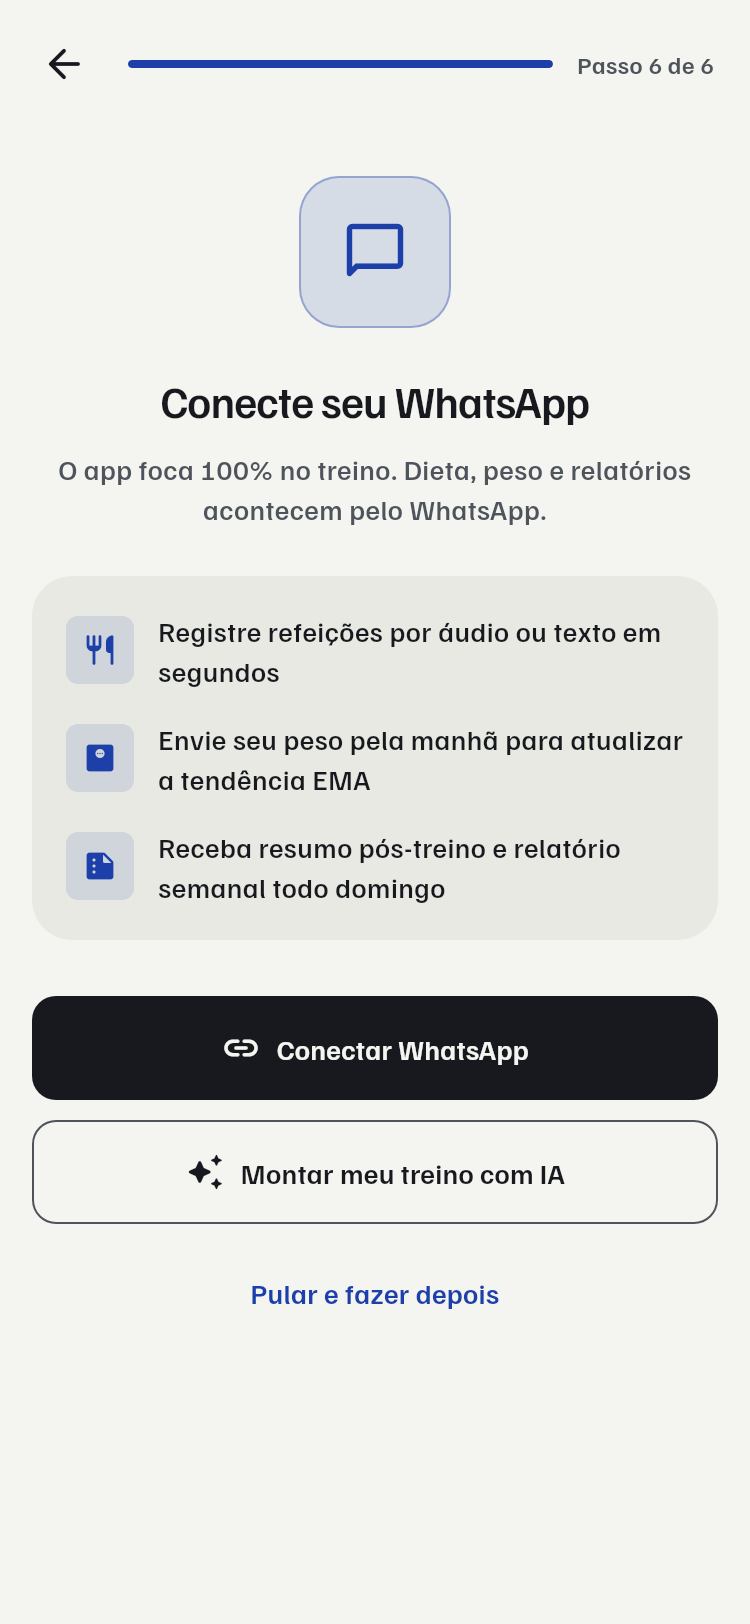 Passo 6 de 6
Conecte seu WhatsApp
O app foca 100% no treino. Dieta, peso e relatórios
acontecem pelo WhatsApp.
Registre refeições por áudio ou texto em
segundos
Envie seu peso pela manhã para atualizar
a tendência EMA
Receba resumo pós-treino e relatório
semanal todo domingo
Conectar WhatsApp
Montar meu treino com IA
Pular e fazer depois